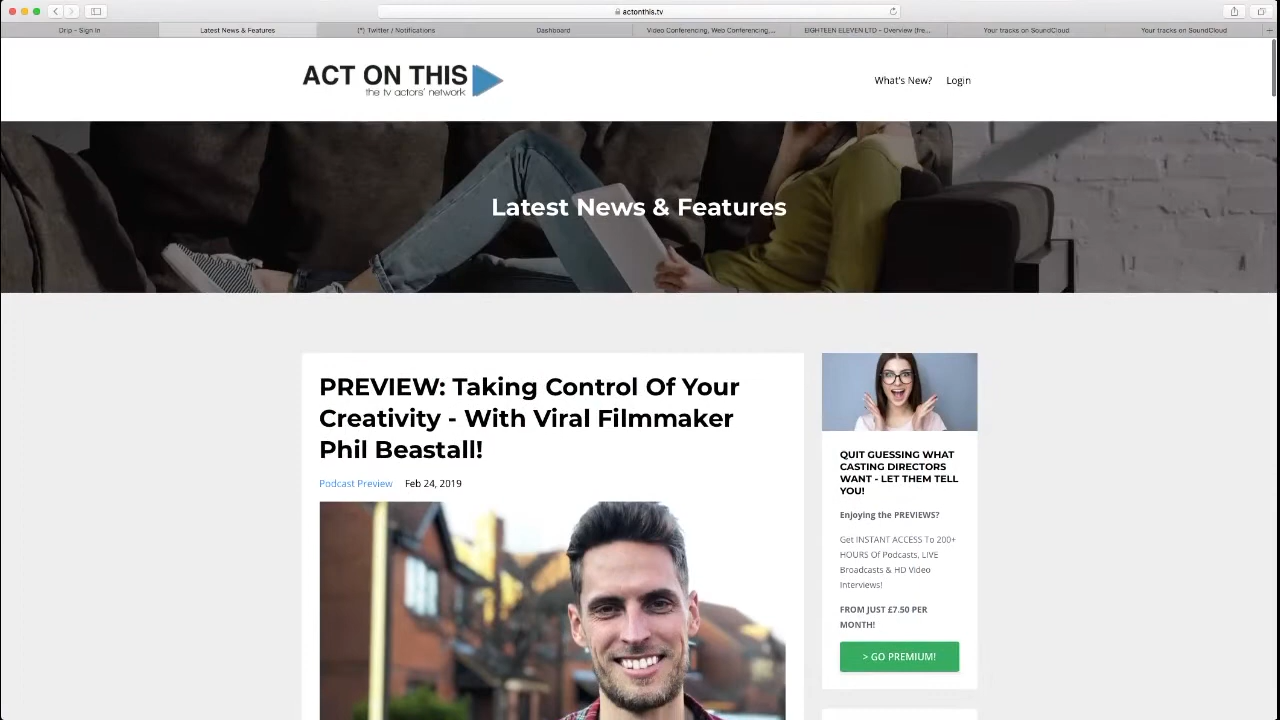 actonthis.tv
Drip - Sign In
Latest News & Features
(*) Twitter / Notifications
Dashboard
Video Conferencing, Web Conferencing,...
EIGHTEEN ELEVEN LTD - Overview (fre...
Your tracks on SoundCloud
Your tracks on SoundCloud
ACT ON THIS
the tv actors' network
What's New?
Login
Latest News & Features
PREVIEW: Taking Control Of Your
Creativity - With Viral Filmmaker
Phil Beastall!
Podcast Preview
Feb 24, 2019
QUIT GUESSING WHAT
CASTING DIRECTORS
WANT - LET THEM TELL
YOU!
Enjoying the PREVIEWS?
Get INSTANT ACCESS To 200+
HOURS Of Podcasts, LIVE
Broadcasts & HD Video
Interviews!
FROM JUST £7.50 PER
MONTH!
> GO PREMIUM!